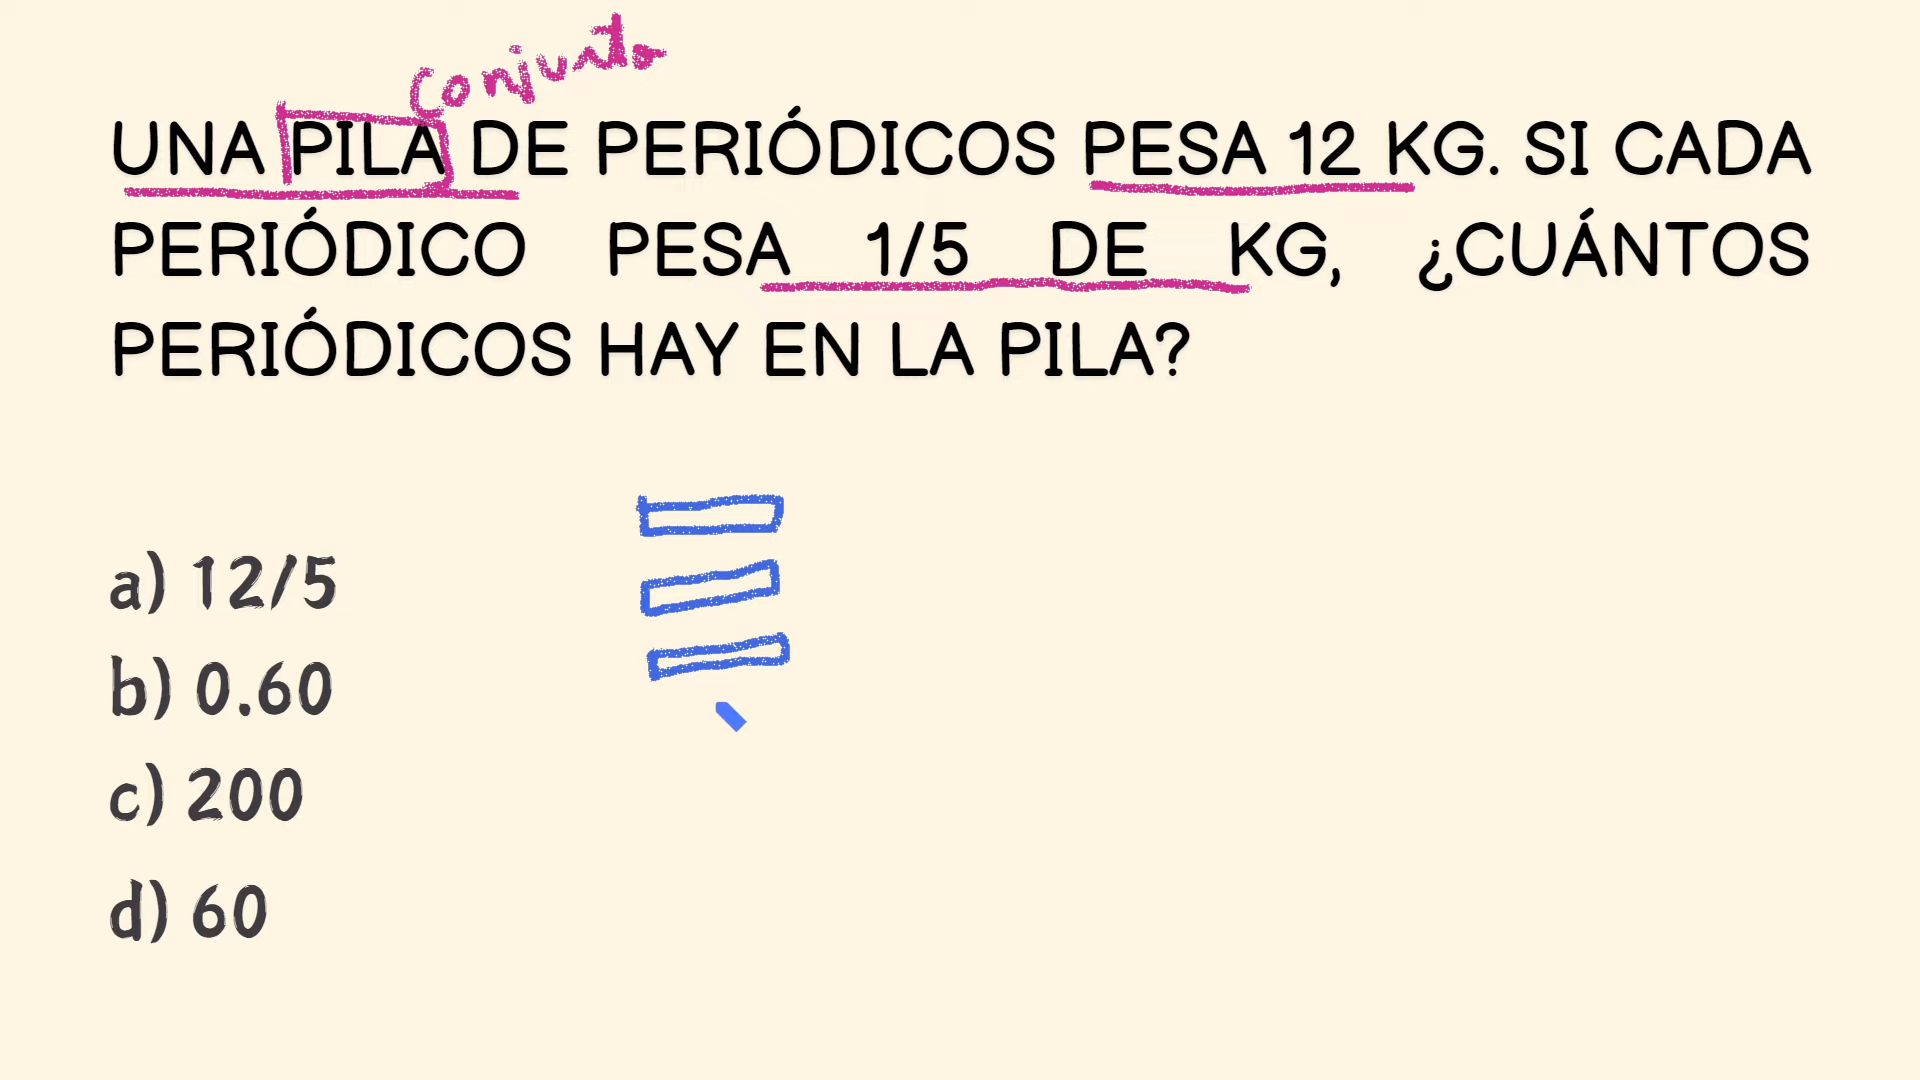 Conjunto
UNA PILA DE PERIÓDICOS PESA 12 KG. SI CADA
PERIÓDICO PESA 1/5 DE KG, ¿CUÁNTOS
PERIÓDICOS HAY EN LA PILA?
a) 12/5
b) 0.60
c) 200
d) 60